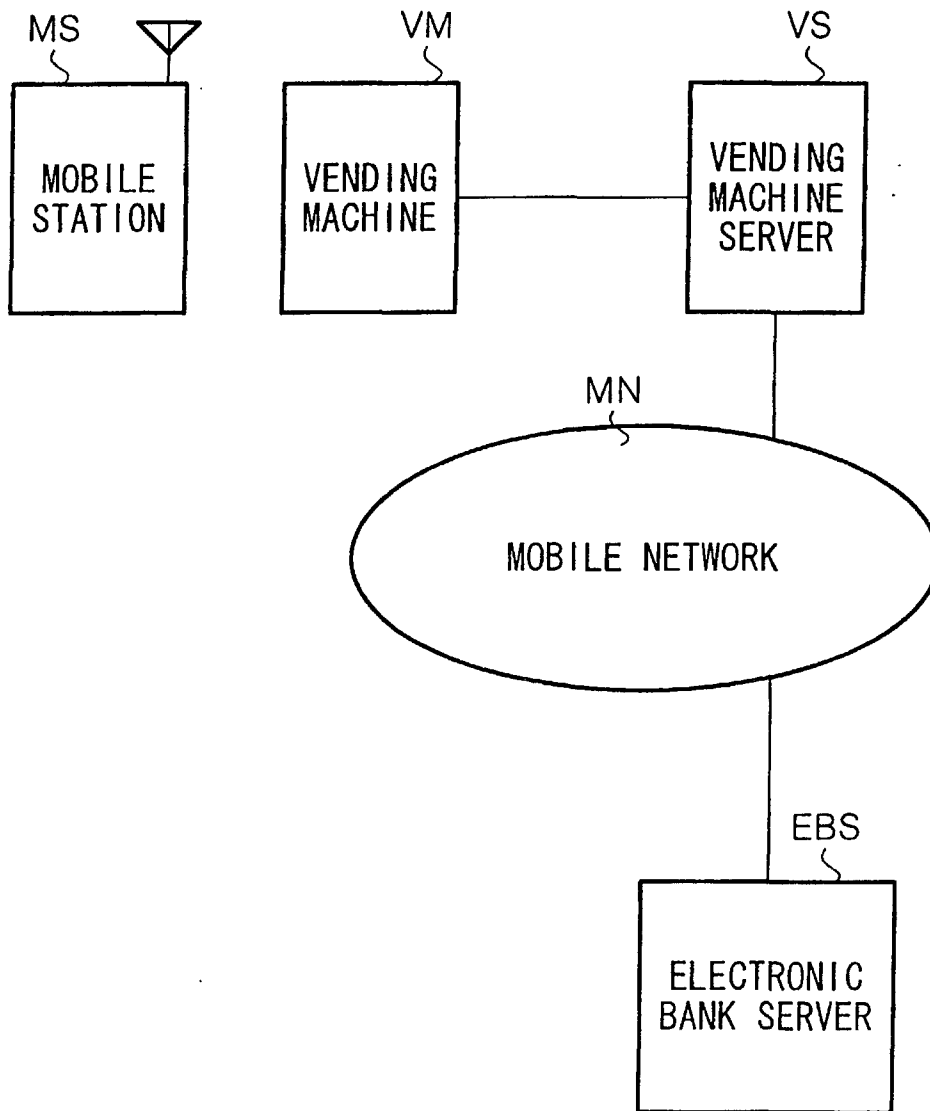 MS
VM
VS
MOBILE
STATION
VENDING
MACHINE
VENDING
MACHINE
SERVER
MN
MOBILE NETWORK
EBS
ELECTRONIC
BANK SERVER